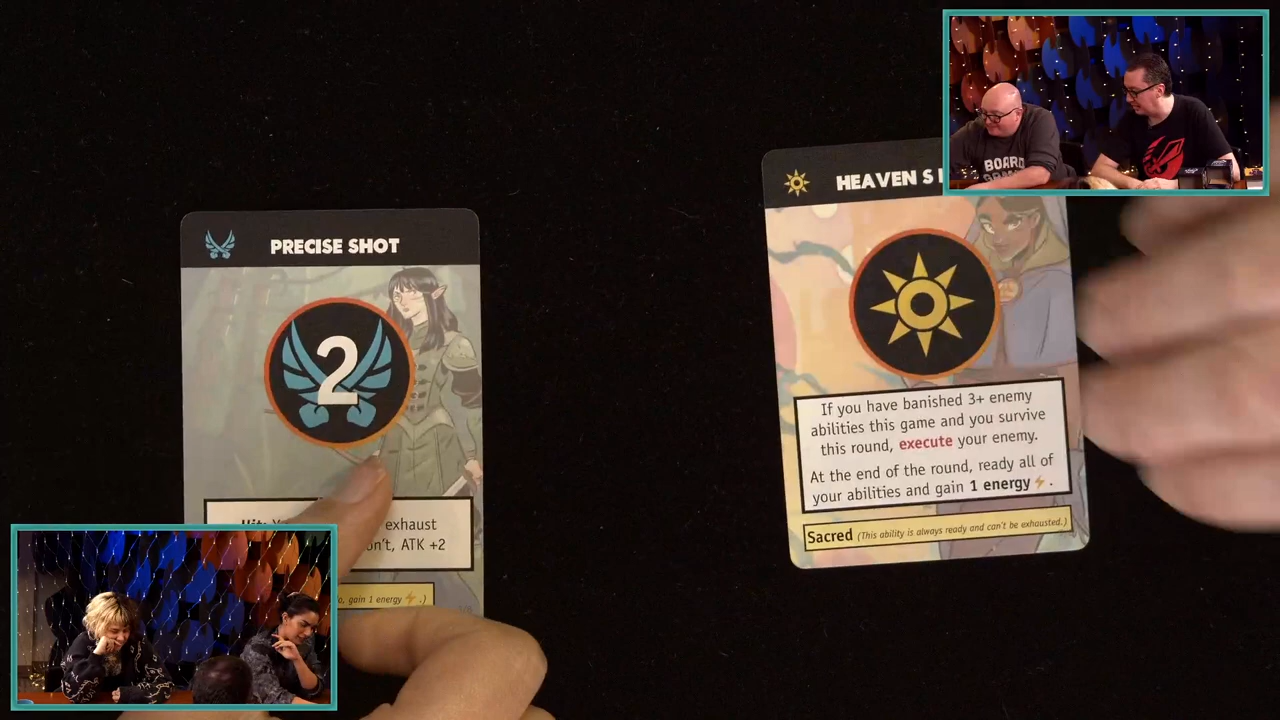 PRECISE SHOT
2
exhaust
ATK +2
gain 1 energy .)
HEAVEN S
If you have banished 3+ enemy
abilities this game and you survive
this round, execute your enemy.
At the end of the round, ready all of
your abilities and gain 1 energy .
Sacred (This ability is always ready and can't be exhausted.)
BOARD